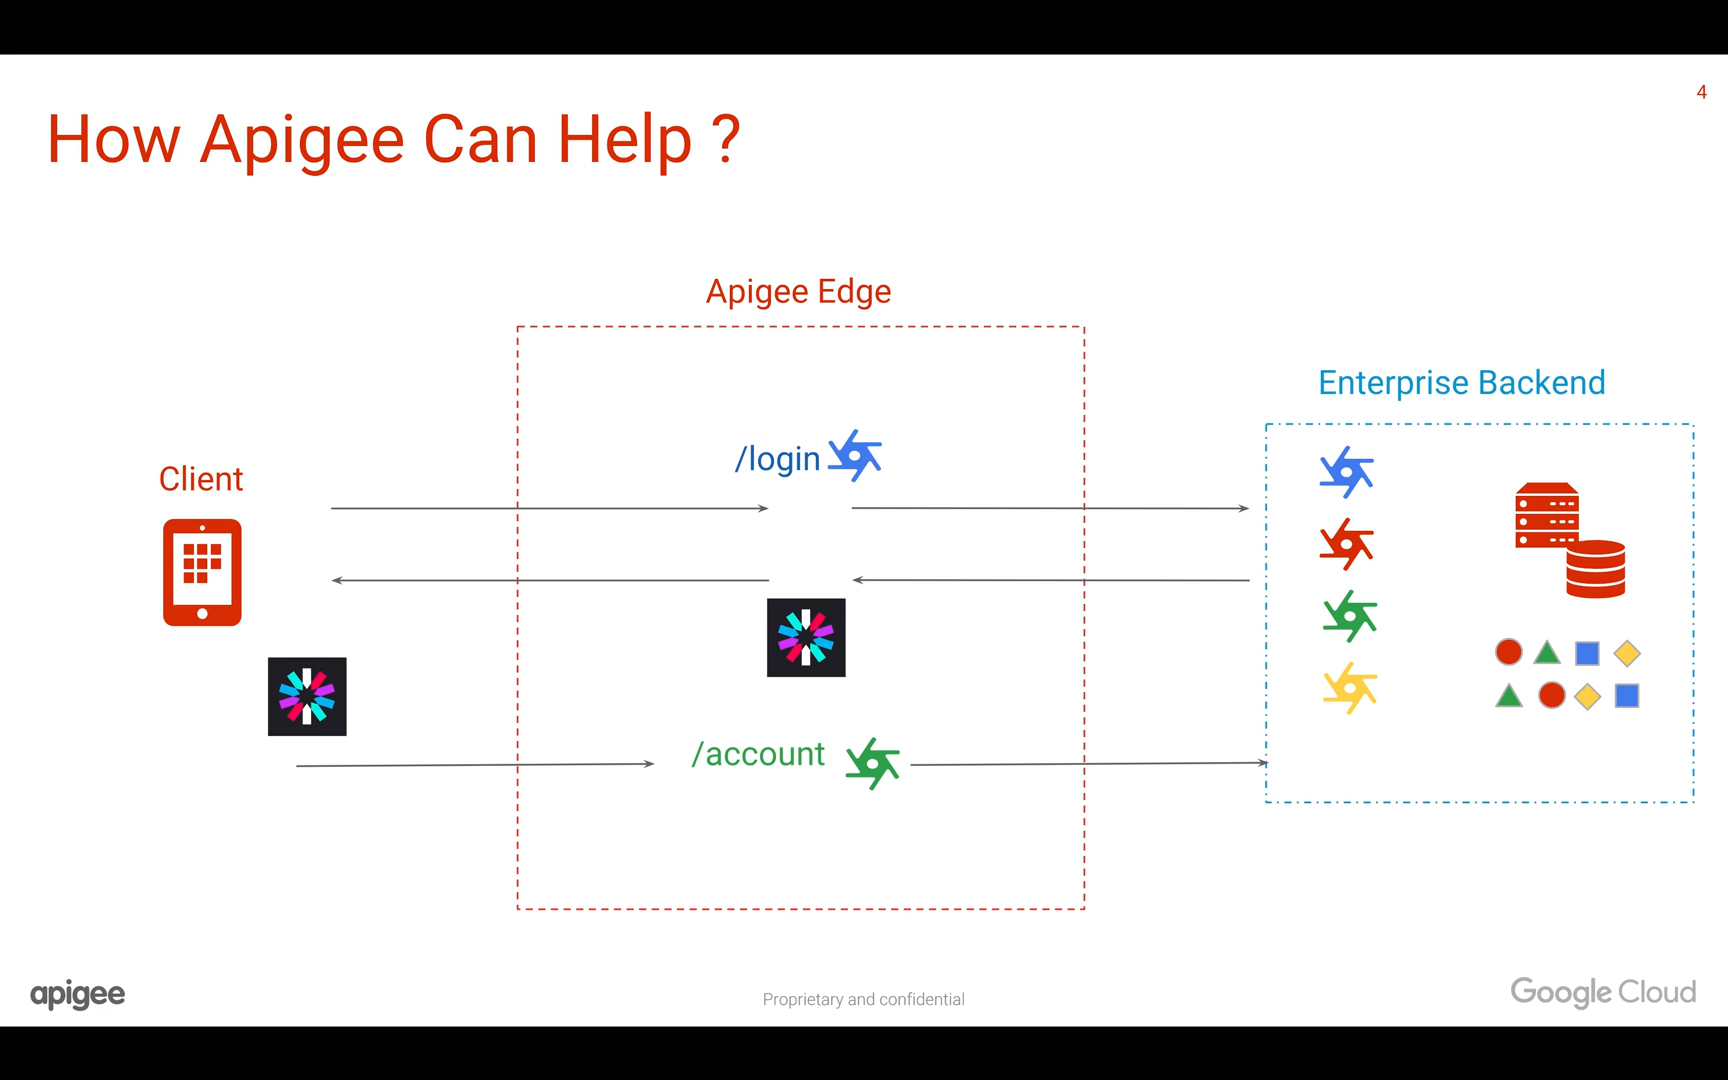 4
How Apigee Can Help ?
Apigee Edge
Enterprise Backend
/login
Client
/account
apigee
Proprietary and confidential
Google Cloud